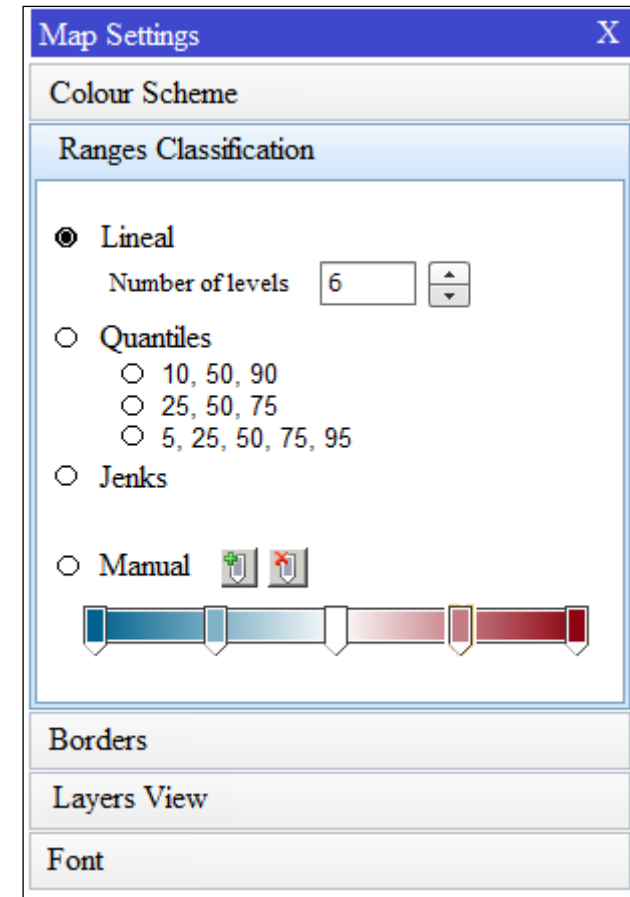 Map Settings X
Colour Scheme
Ranges Classification
Lineal
Number of levels 6
Quantiles
10, 50, 90
25, 50, 75
5, 25, 50, 75, 95
Jenks
Manual
Borders
Layers View
Font